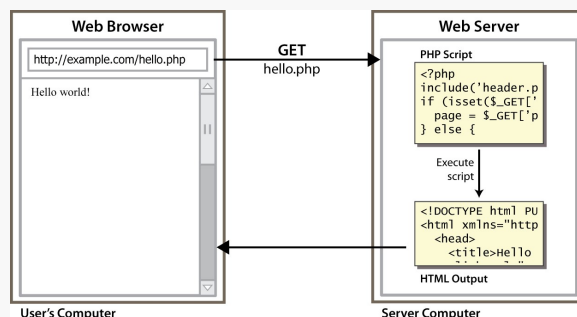 Web Browser
http://example.com/hello.php
Hello world!
User's Computer
GET
hello.php
Web Server
PHP Script
<?php
include('header.p
if (isset($_GET['
page = $_GET['p
} else {
Execute
script
<!DOCTYPE html PU
<html xmlns="http
<head>
<title>Hello
HTML Output
Server Computer